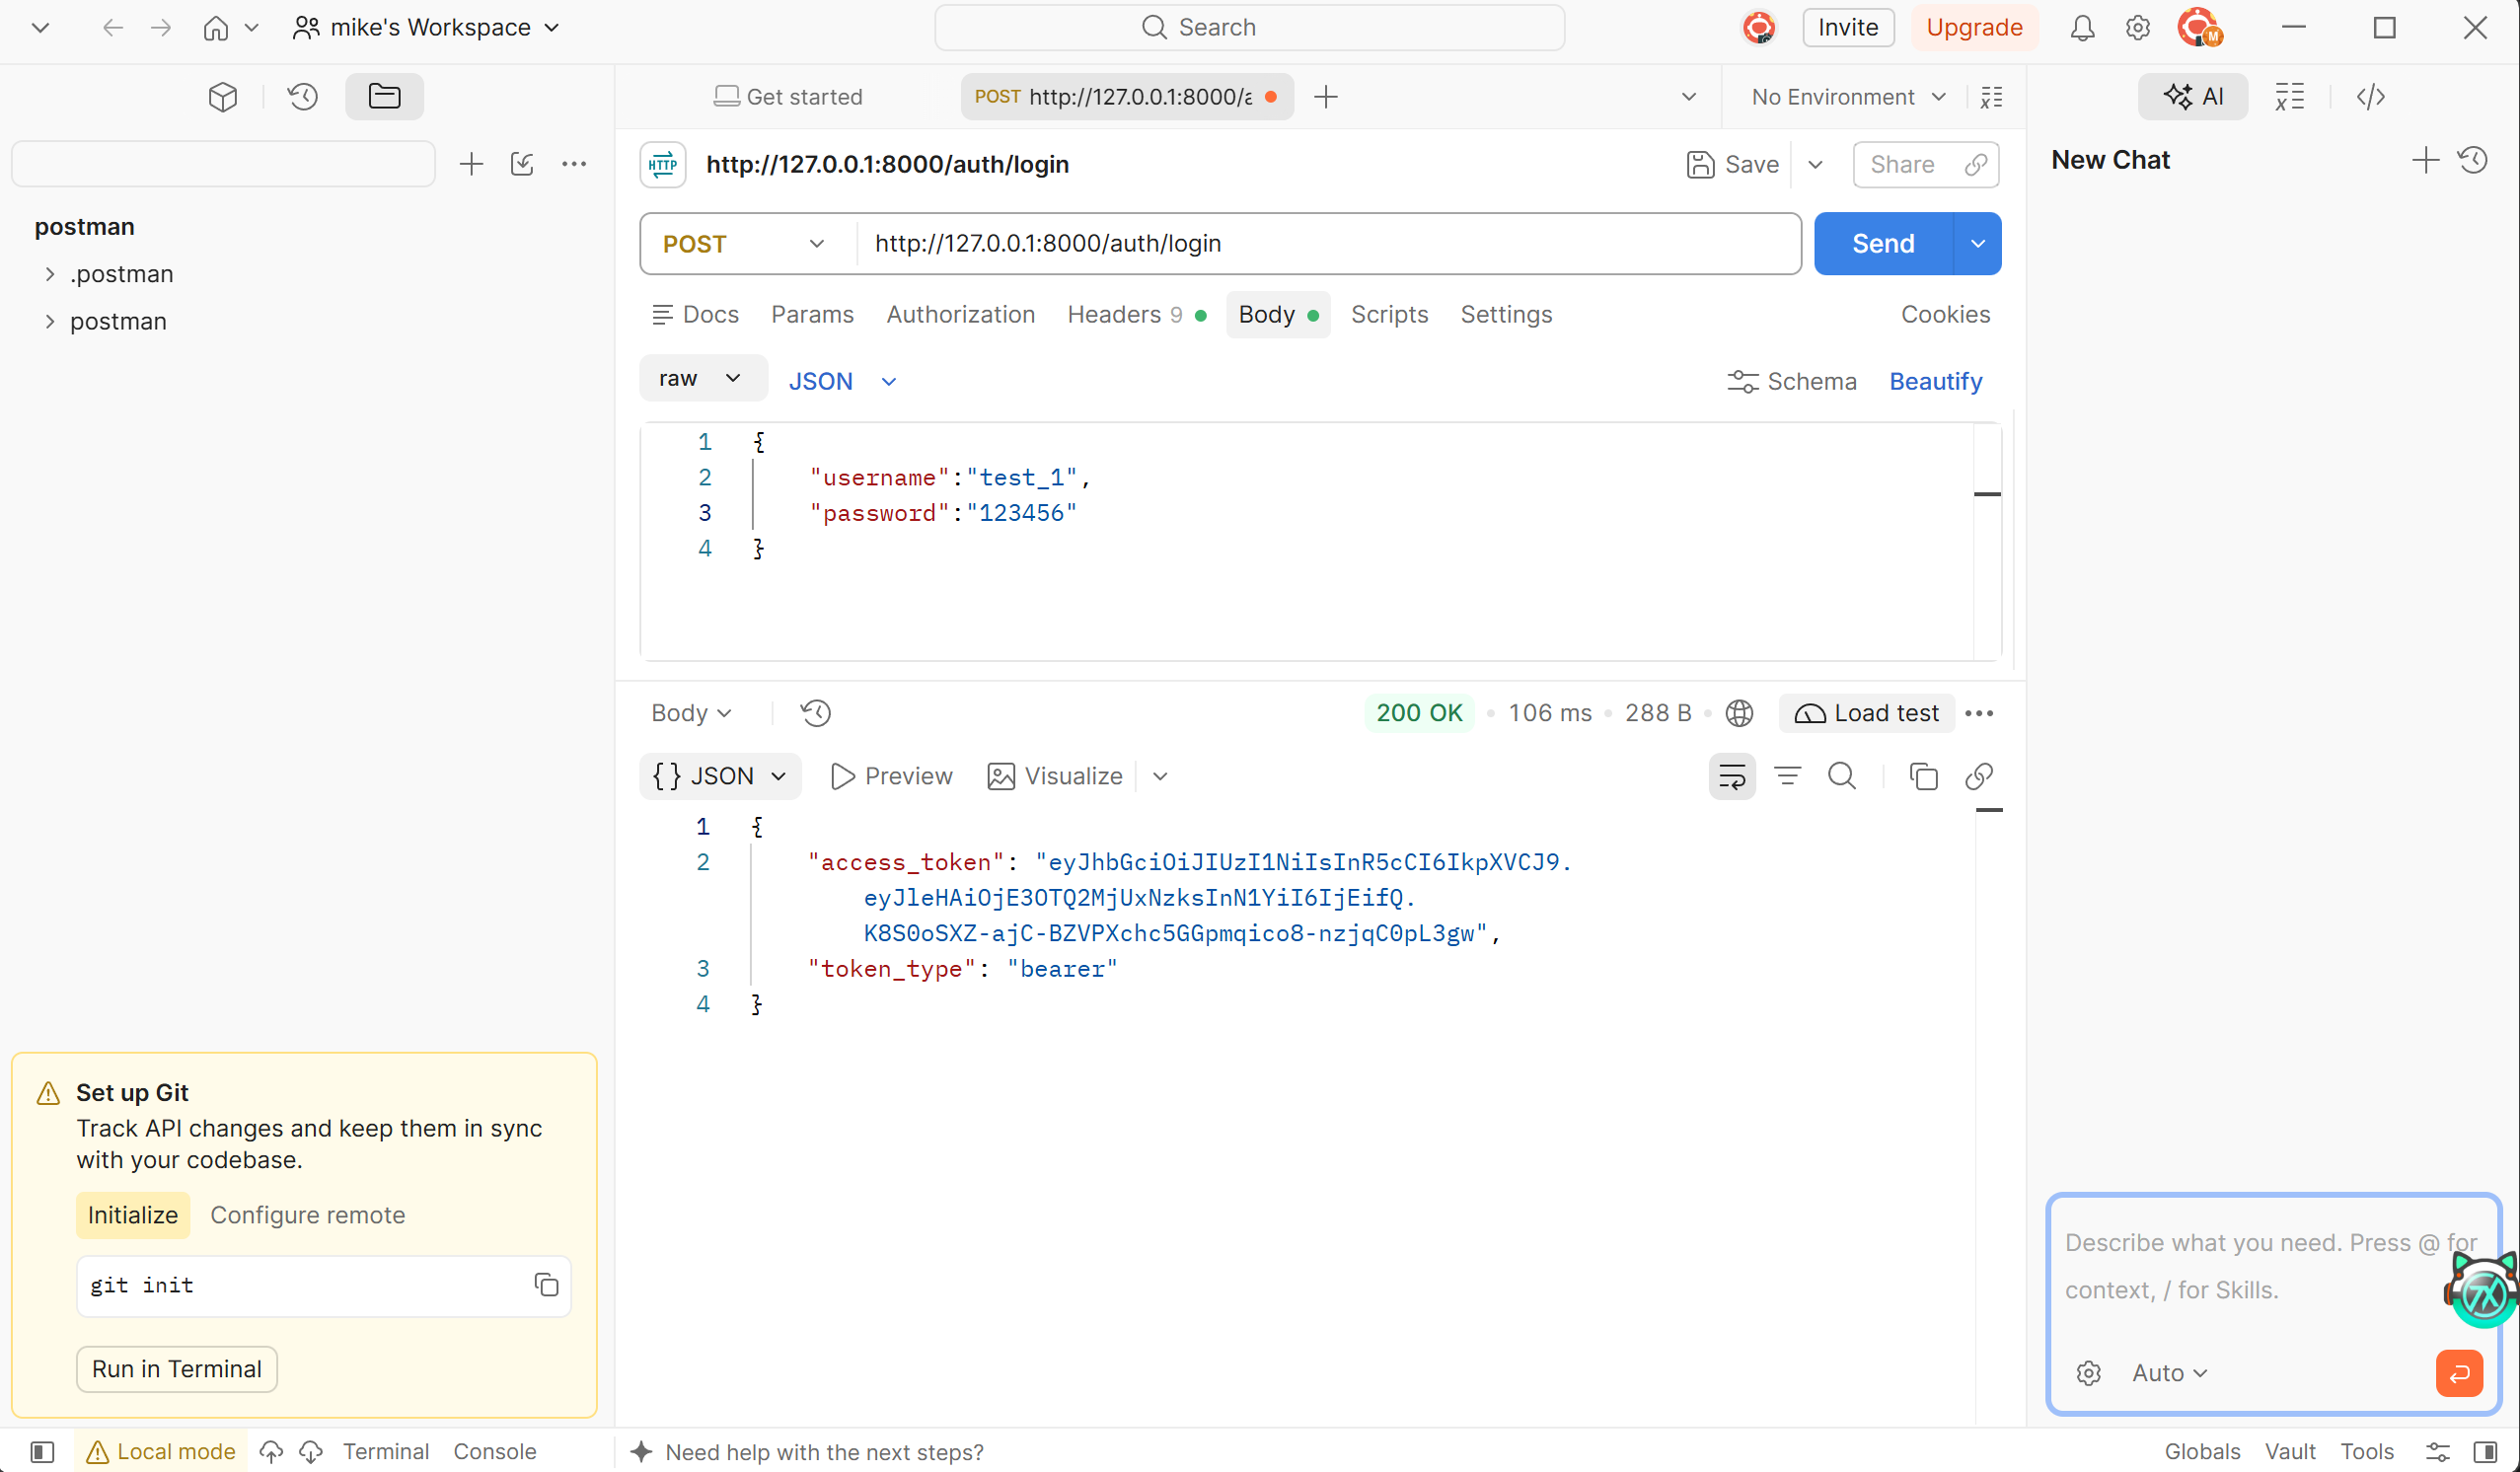 mike's Workspace
Search
Invite
Upgrade
M
Get started
POST http://127.0.0.1:8000/a
No Environment
AI
HTTP
http://127.0.0.1:8000/auth/login
Save
Share
New Chat
postman
.postman
postman
POST
http://127.0.0.1:8000/auth/login
Send
Docs
Params
Authorization
Headers 9
Body
Scripts
Settings
Cookies
raw
JSON
Schema
Beautify
1 {
2 "username":"test_1",
3 "password":"123456"
4 }
Body
200 OK
106 ms
288 B
Load test
{} JSON
Preview
Visualize
1 {
2 "access_token": "eyJhbGciOiJIUzI1NiIsInR5cCI6IkpXVCJ9.
eyJleHAiOjE3OTQ2MjUxNzksInN1YiI6IjEifQ.
K8S0oSXZ-ajC-BZVPXchc5GGpmqico8-nzjqC0pL3gw",
3 "token_type": "bearer"
4 }
Set up Git
Track API changes and keep them in sync
with your codebase.
Initialize
Configure remote
git init
Run in Terminal
Describe what you need. Press @ for
context, / for Skills.
Auto
Local mode
Terminal
Console
Need help with the next steps?
Globals
Vault
Tools